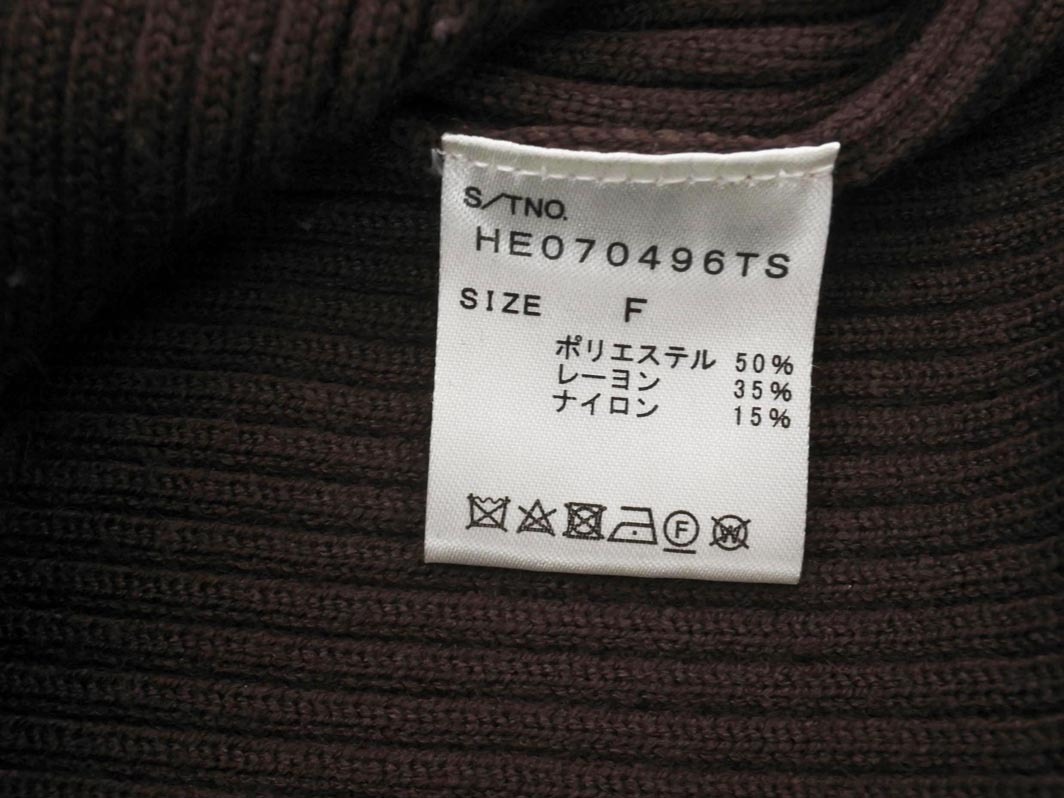 S/TNO.
HE070496TS
SIZE F
ポリエステル 50%
レーヨン 35%
ナイロン 15%
F W